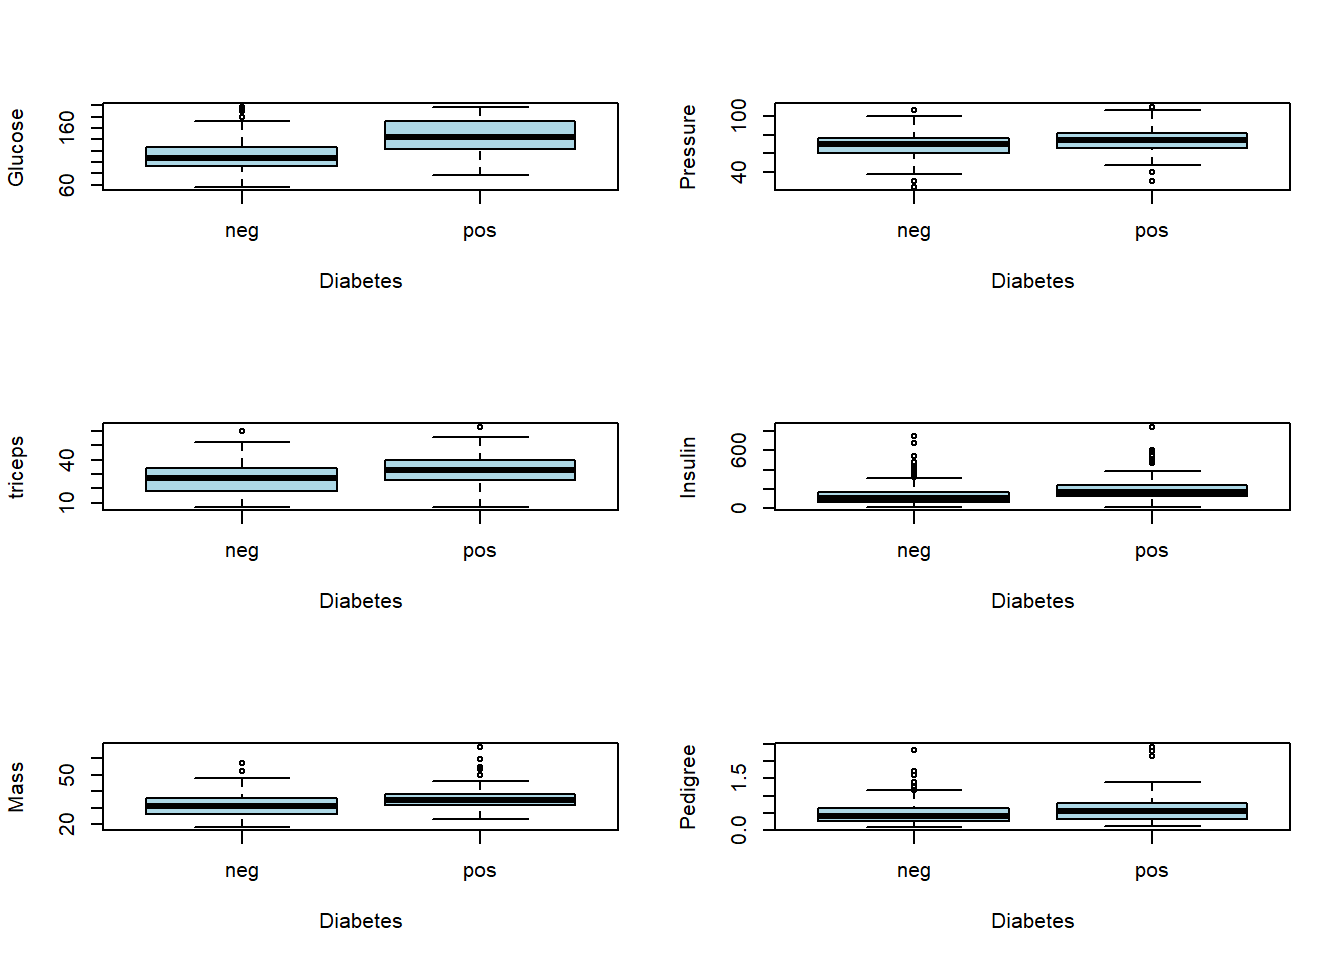 Glucose
160
60
neg pos
Diabetes
Pressure
100
40
neg pos
Diabetes
triceps
40
10
neg pos
Diabetes
Insulin
600
0
neg pos
Diabetes
Mass
50
20
neg pos
Diabetes
Pedigree
1.5
0.0
neg pos
Diabetes